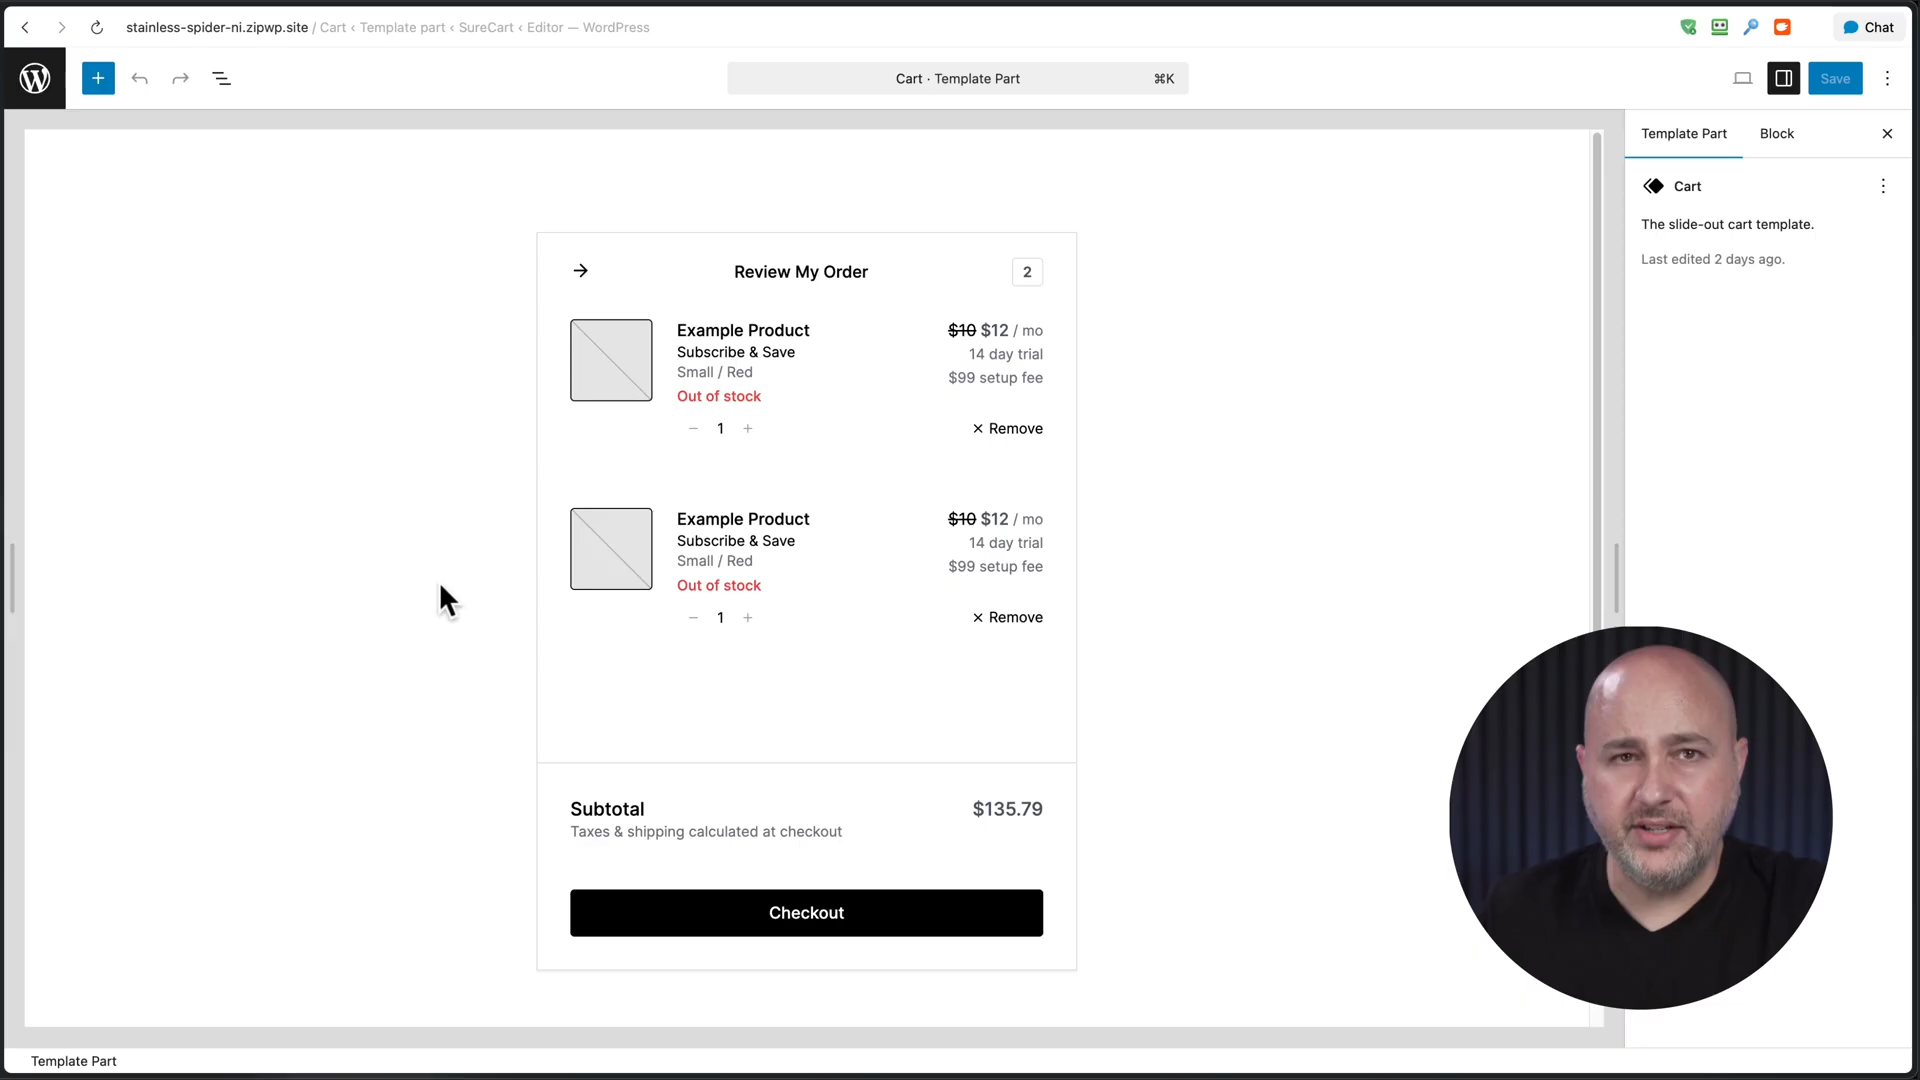 stainless-spider-ni.zipwp.site / Cart ‹ Template part ‹ SureCart ‹ Editor — WordPress
Chat
Cart · Template Part ⌘K
Save
Template Part Block
Cart
The slide-out cart template.
Last edited 2 days ago.
Review My Order 2
Example Product $10 $12 / mo
Subscribe & Save 14 day trial
Small / Red $99 setup fee
Out of stock
− 1 + × Remove
Example Product $10 $12 / mo
Subscribe & Save 14 day trial
Small / Red $99 setup fee
Out of stock
− 1 + × Remove
Subtotal $135.79
Taxes & shipping calculated at checkout
Checkout
Template Part